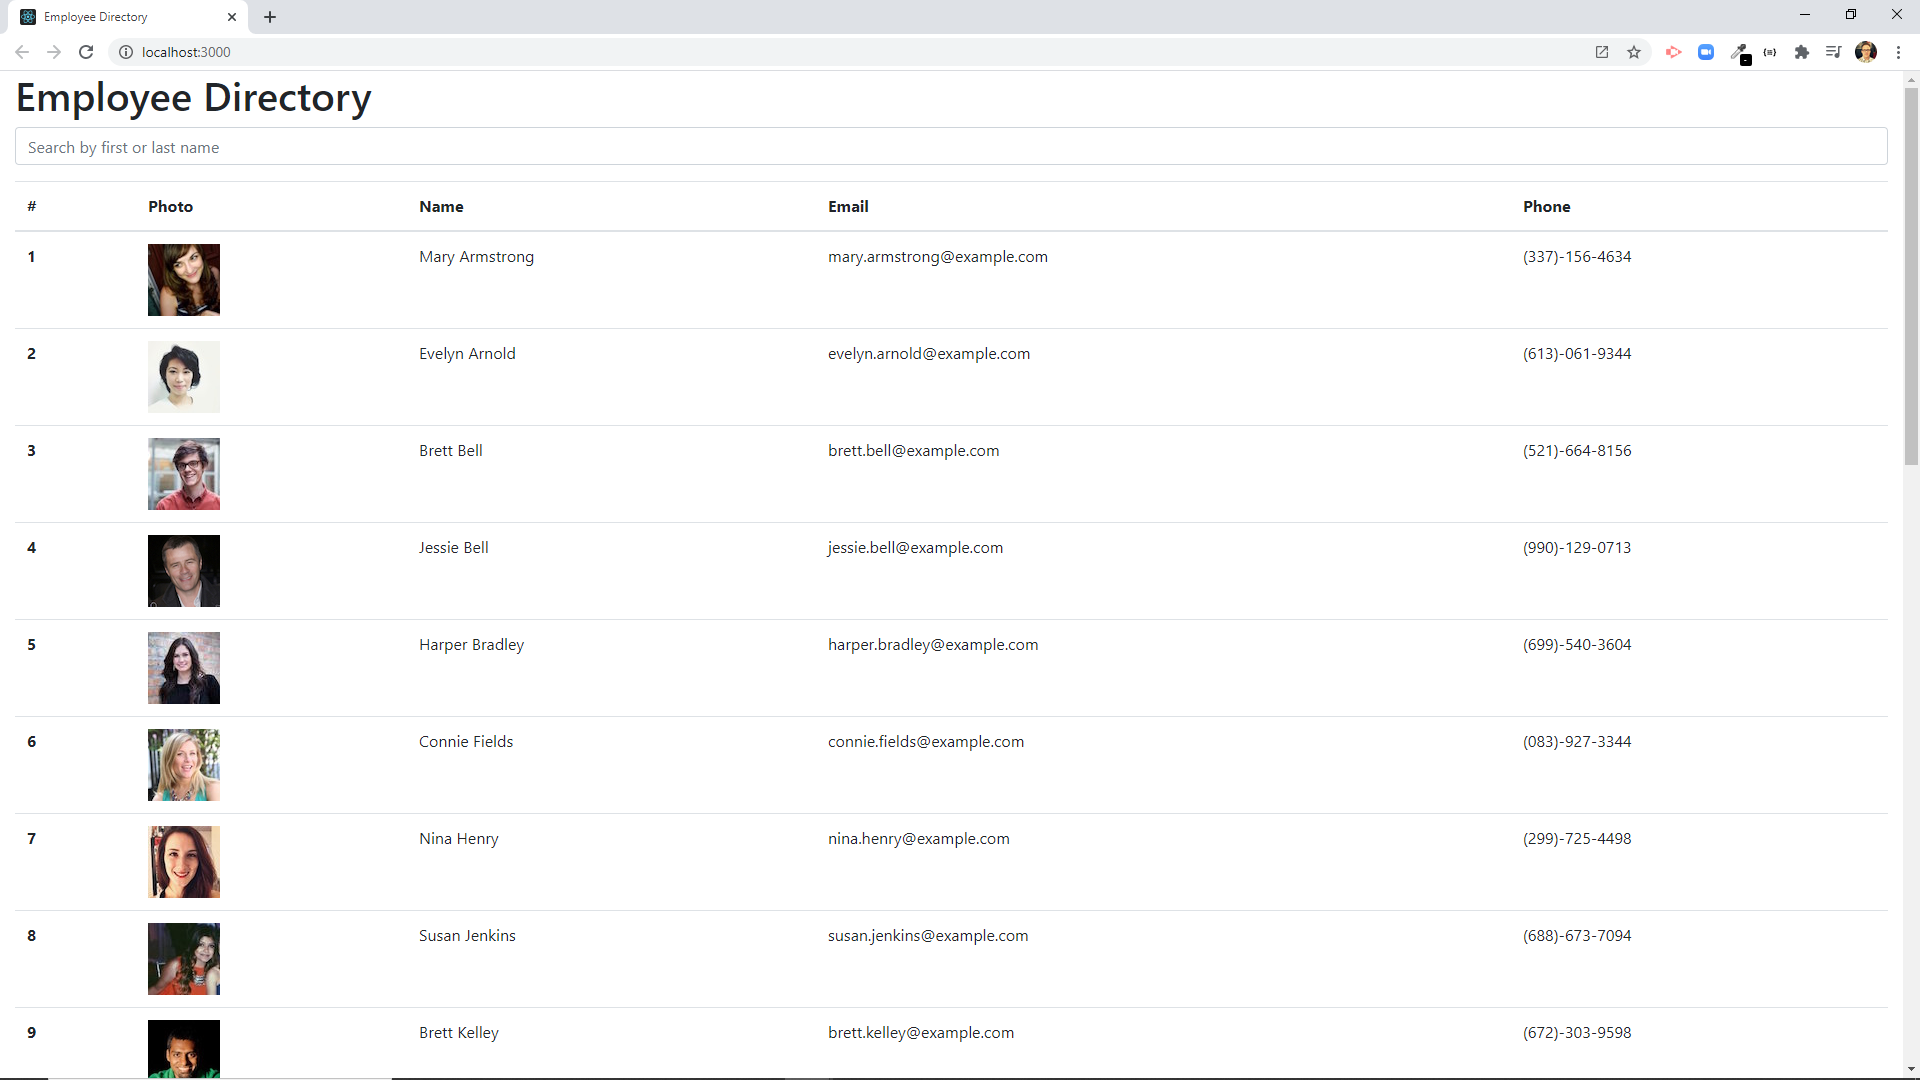 Employee Directory
localhost:3000
Employee Directory
Search by first or last name
# Photo Name Email Phone
1 Mary Armstrong mary.armstrong@example.com (337)-156-4634
2 Evelyn Arnold evelyn.arnold@example.com (613)-061-9344
3 Brett Bell brett.bell@example.com (521)-664-8156
4 Jessie Bell jessie.bell@example.com (990)-129-0713
5 Harper Bradley harper.bradley@example.com (699)-540-3604
6 Connie Fields connie.fields@example.com (083)-927-3344
7 Nina Henry nina.henry@example.com (299)-725-4498
8 Susan Jenkins susan.jenkins@example.com (688)-673-7094
9 Brett Kelley brett.kelley@example.com (672)-303-9598